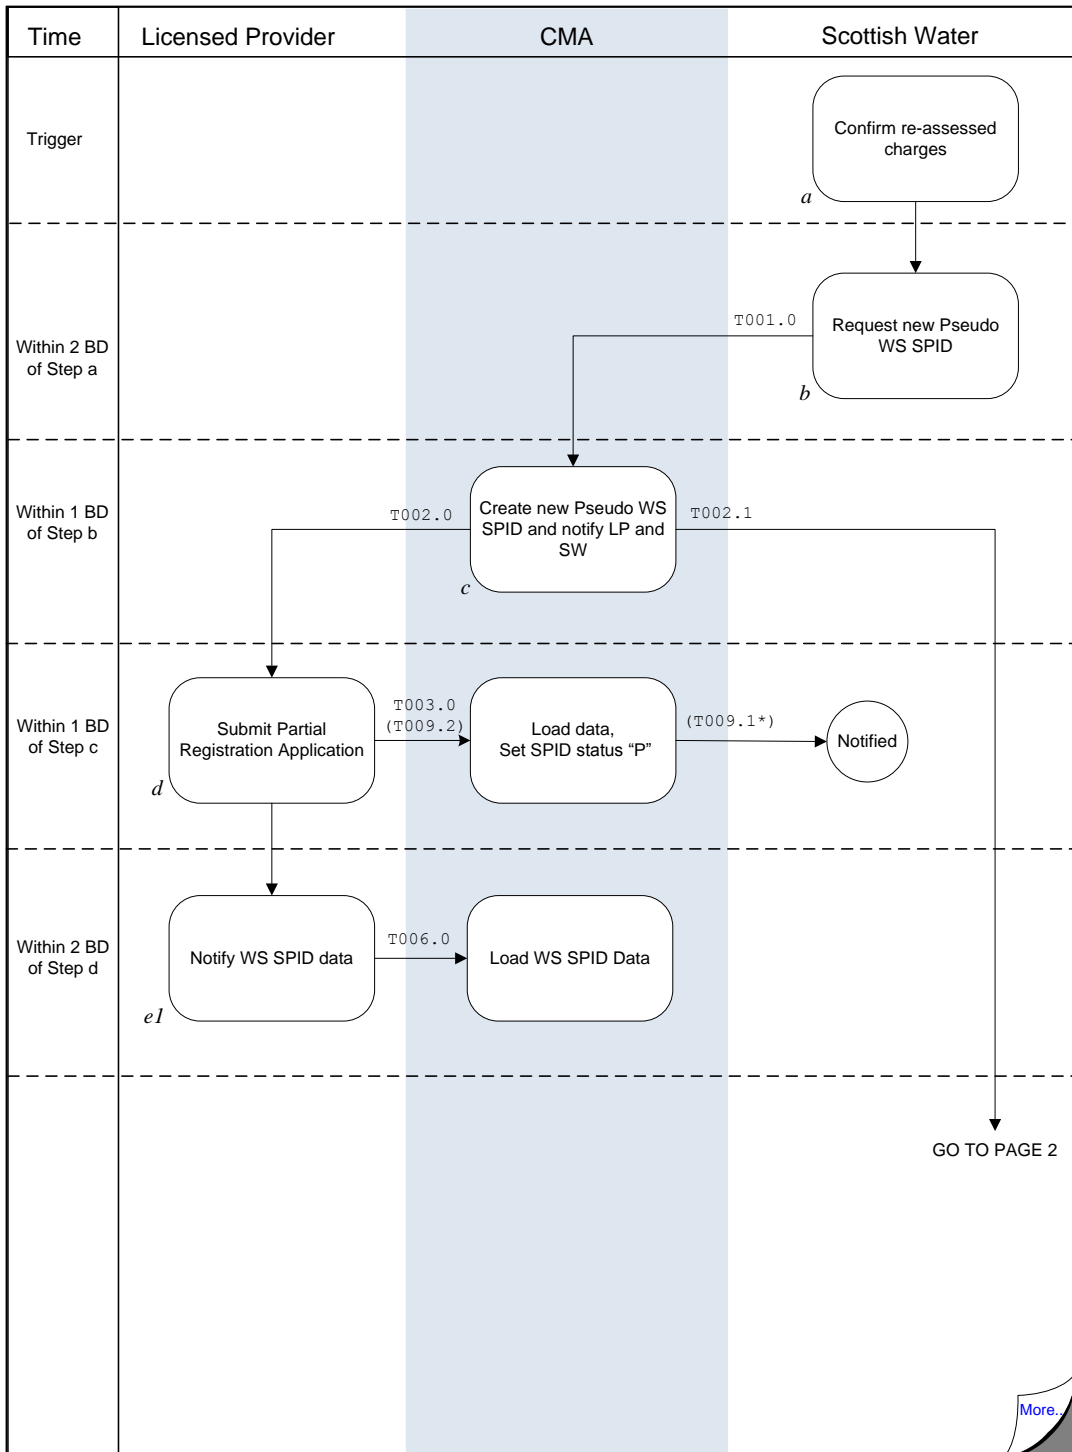 Time
Licensed Provider
CMA
Scottish Water
Trigger
Confirm re-assessed
charges
a
Within 2 BD
of Step a
T001.0
Request new Pseudo
WS SPID
b
Within 1 BD
of Step b
T002.0
Create new Pseudo WS
SPID and notify LP and
SW
T002.1
c
Within 1 BD
of Step c
Submit Partial
Registration Application
d
T003.0
(T009.2)
Load data,
Set SPID status “P”
(T009.1*)
Notified
Within 2 BD
of Step d
Notify WS SPID data
e1
T006.0
Load WS SPID Data
GO TO PAGE 2
More..